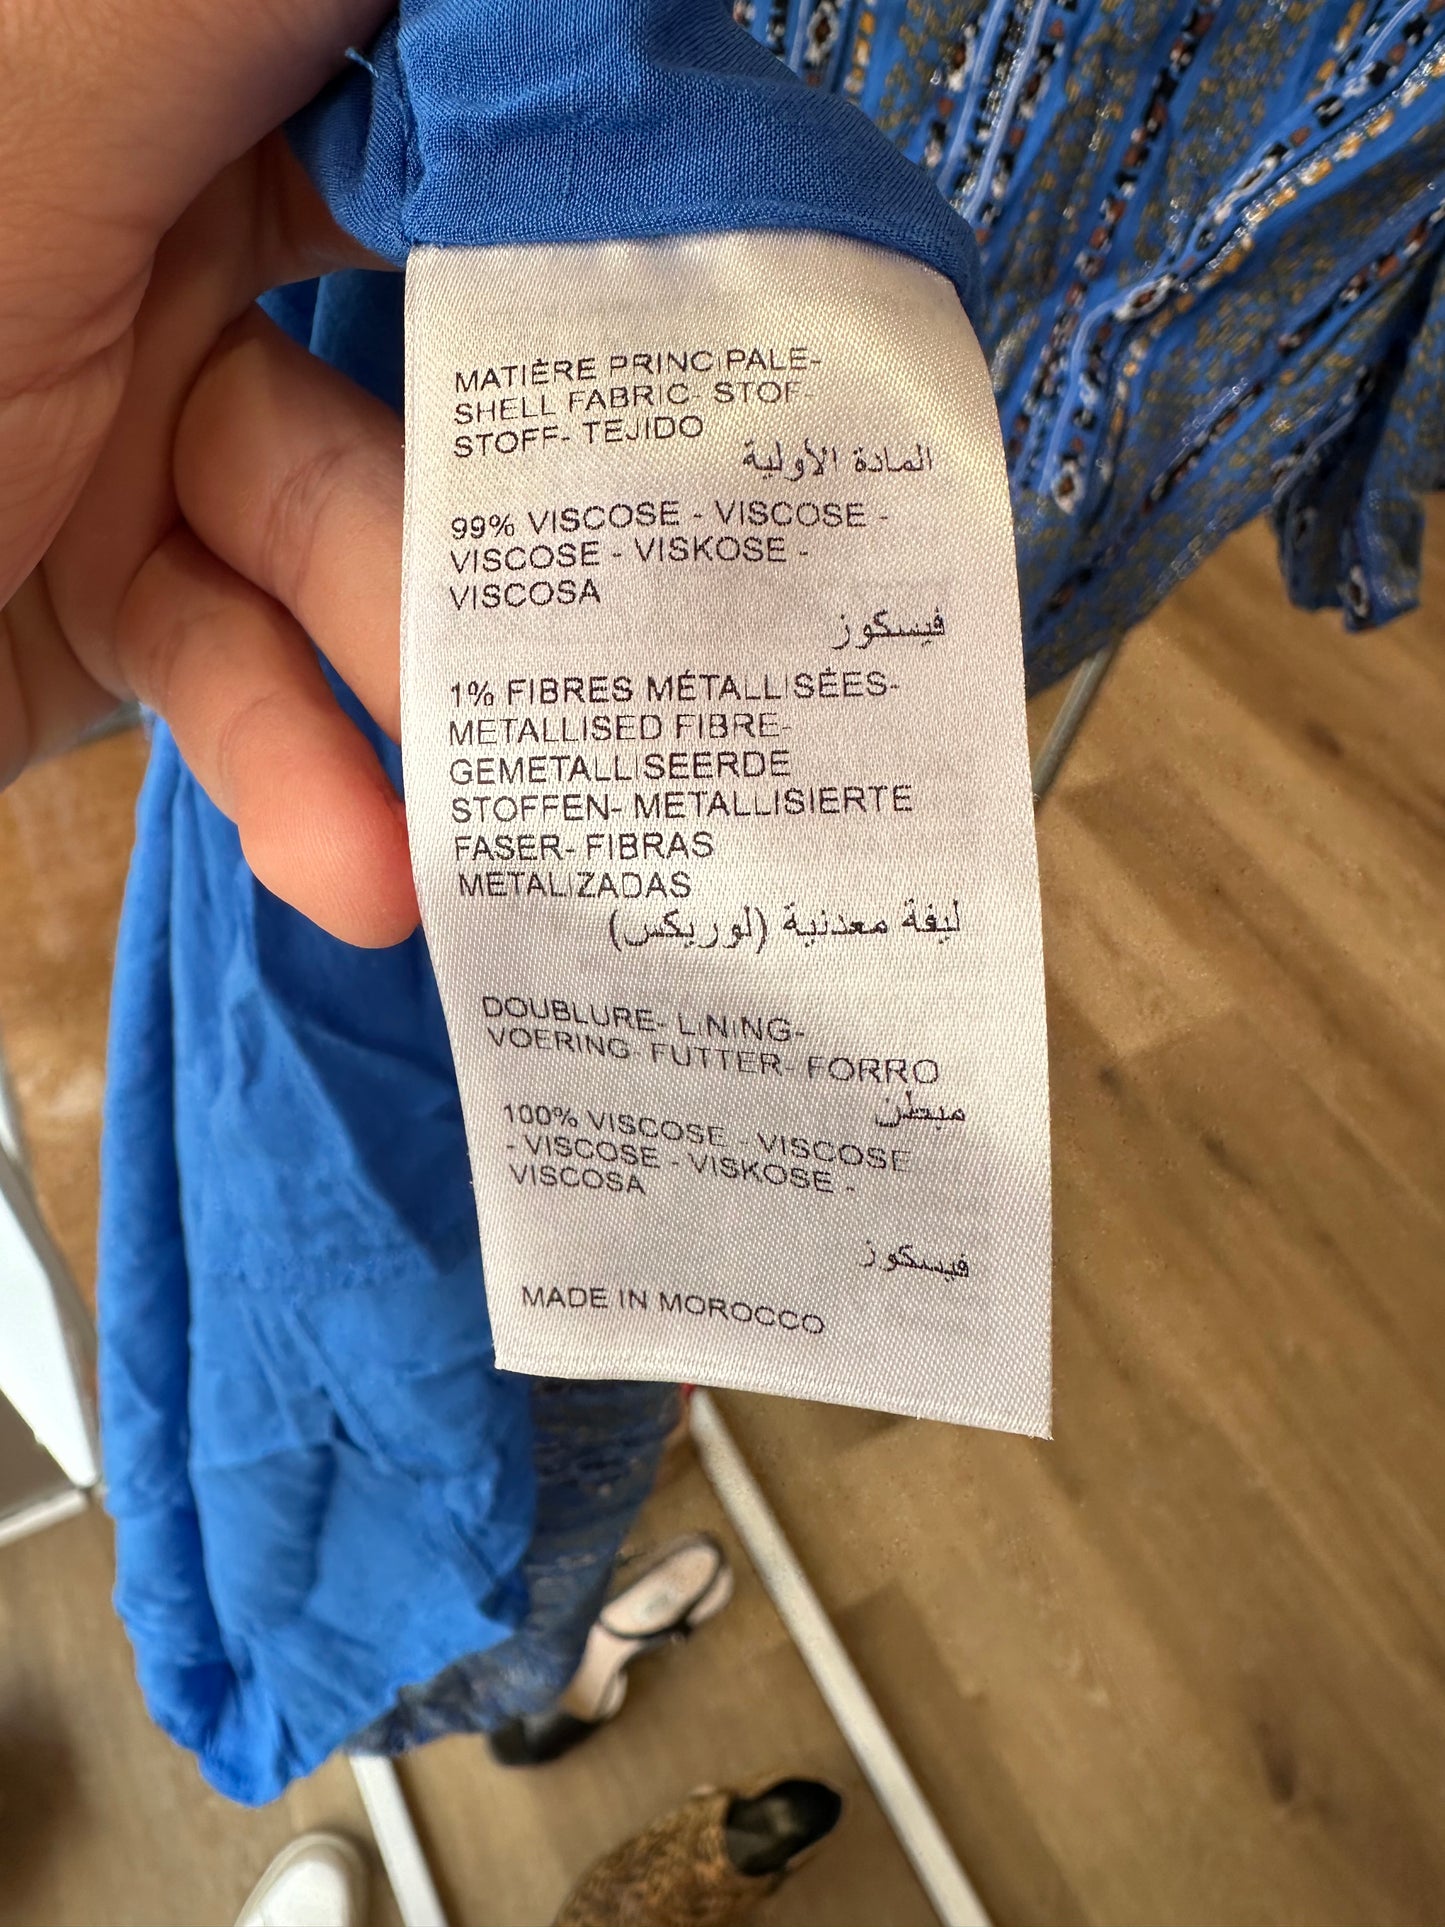 MATIÈRE PRINCIPALE-
SHELL FABRIC- STOF-
STOFF- TEJIDO
المادة الأولية
99% VISCOSE - VISCOSE -
VISCOSE - VISKOSE -
VISCOSA
فيسكوز
1% FIBRES MÉTALLISÉES-
METALLISED FIBRE-
GEMETALLISEERDE
STOFFEN- METALLISIERTE
FASER- FIBRAS
METALIZADAS
ليفة معدنية (لوريكس)
DOUBLURE- LINING-
VOERING- FUTTER- FORRO
مبطن
100% VISCOSE - VISCOSE
- VISCOSE - VISKOSE -
VISCOSA
فيسكوز
MADE IN MOROCCO